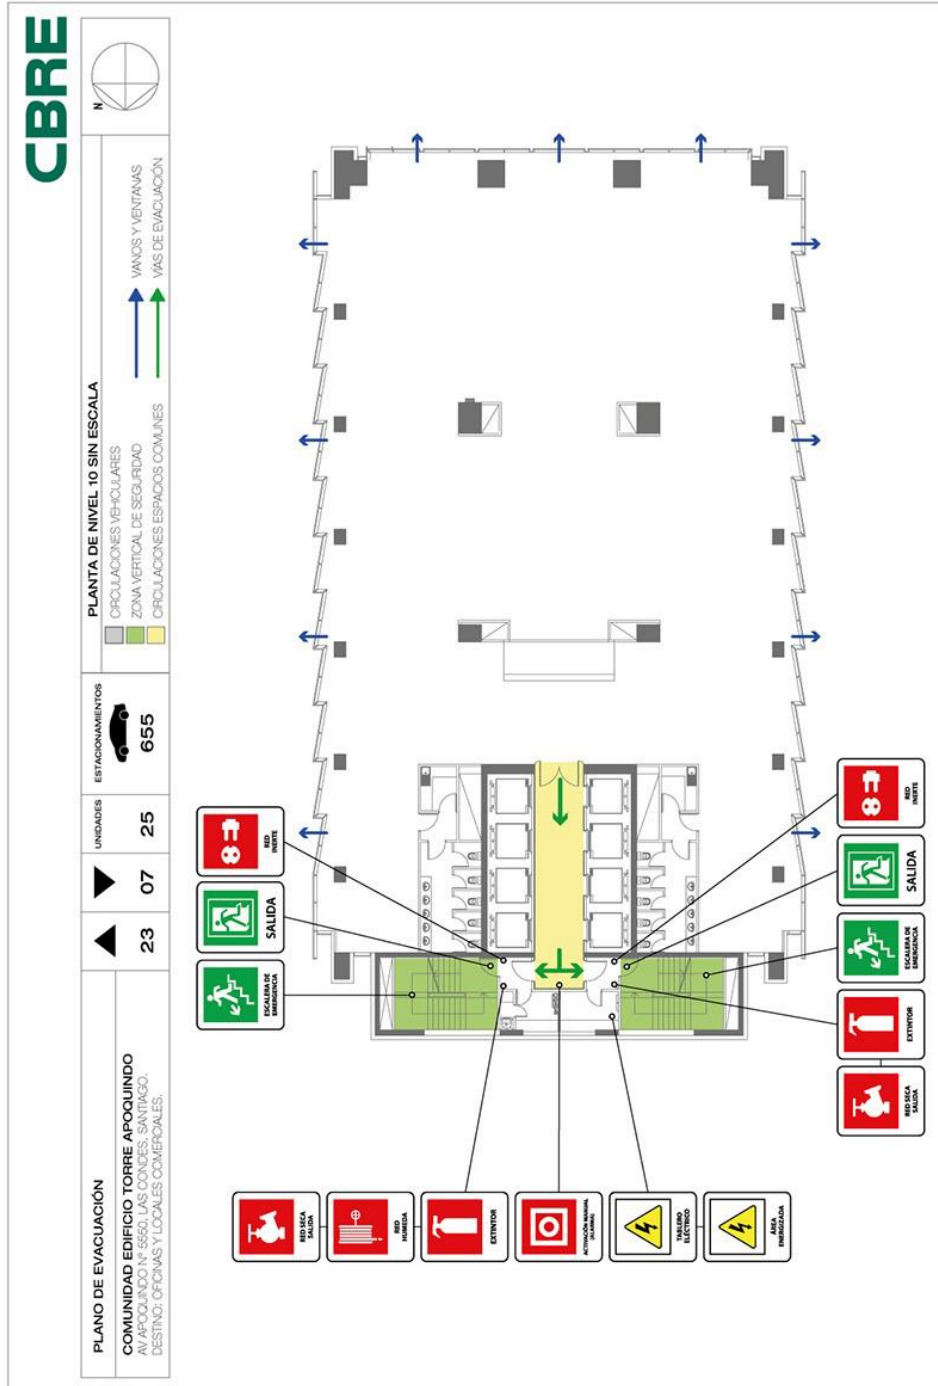 CBRE
PLANO DE EVACUACIÓN
COMUNIDAD EDIFICIO TORRE APOQUINDO
AV APOQUINDO Nº 5550, LAS CONDES, SANTIAGO.
DESTINO: OFICINAS Y LOCALES COMERCIALES.
23
07
UNIDADES
25
ESTACIONAMIENTOS
655
PLANTA DE NIVEL 10 SIN ESCALA
CIRCULACIONES VEHICULARES
ZONA VERTICAL DE SEGURIDAD
CIRCULACIONES ESPACIOS COMUNES
VANOS Y VENTANAS
VÍAS DE EVACUACIÓN
N
ESCALERA DE
EMERGENCIA
SALIDA
RED
INERTE
RED SECA
SALIDA
RED
HUMEDA
EXTINTOR
ACTIVACIÓN MANUAL
(ALARMA)
TABLERO
ELÉCTRICO
ÁREA
ENERGIZADA
RED SECA
SALIDA
EXTINTOR
ESCALERA DE
EMERGENCIA
SALIDA
RED
INERTE